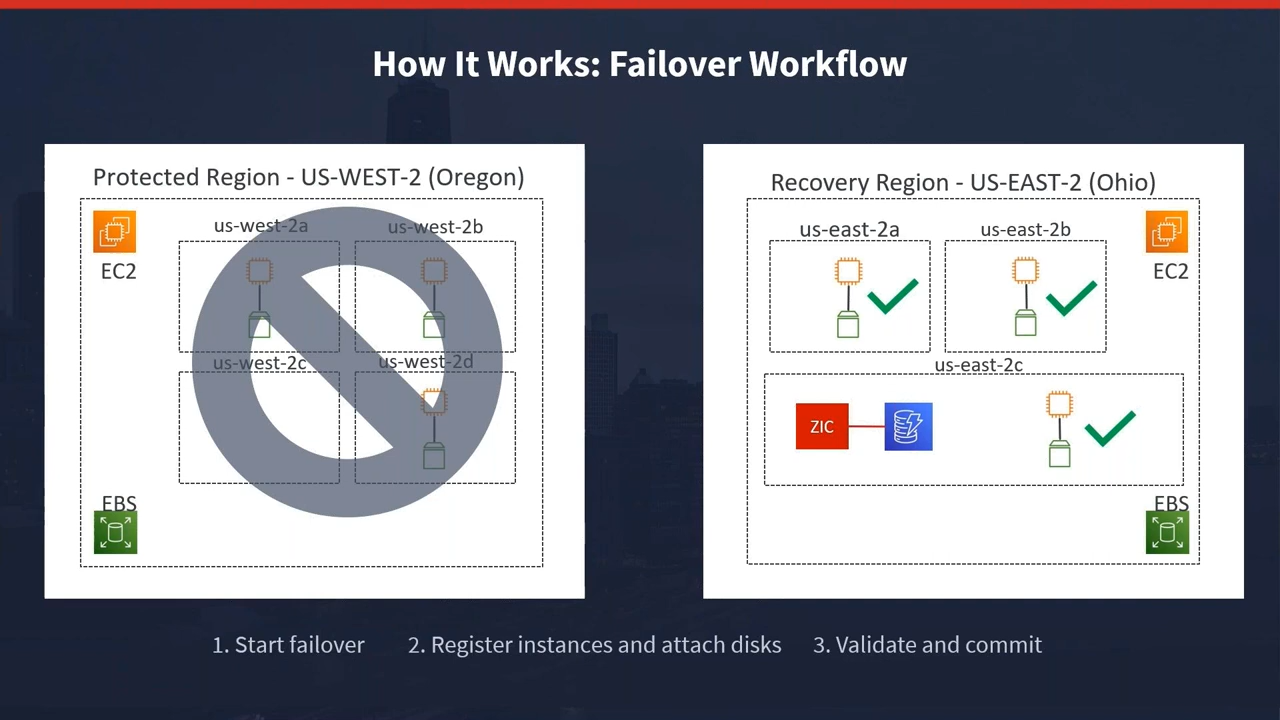 How It Works: Failover Workflow
Protected Region - US-WEST-2 (Oregon)
us-west-2a
us-west-2b
EC2
us-west-2c
us-west-2d
EBS
Recovery Region - US-EAST-2 (Ohio)
us-east-2a
us-east-2b
EC2
us-east-2c
ZIC
EBS
1. Start failover
2. Register instances and attach disks
3. Validate and commit